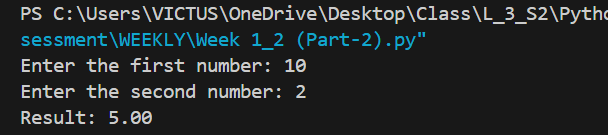 PS C:\Users\VICTUS\OneDrive\Desktop\Class\L_3_S2\Pytho
sessment\WEEKLY\Week 1_2 (Part-2).py"
Enter the first number: 10
Enter the second number: 2
Result: 5.00